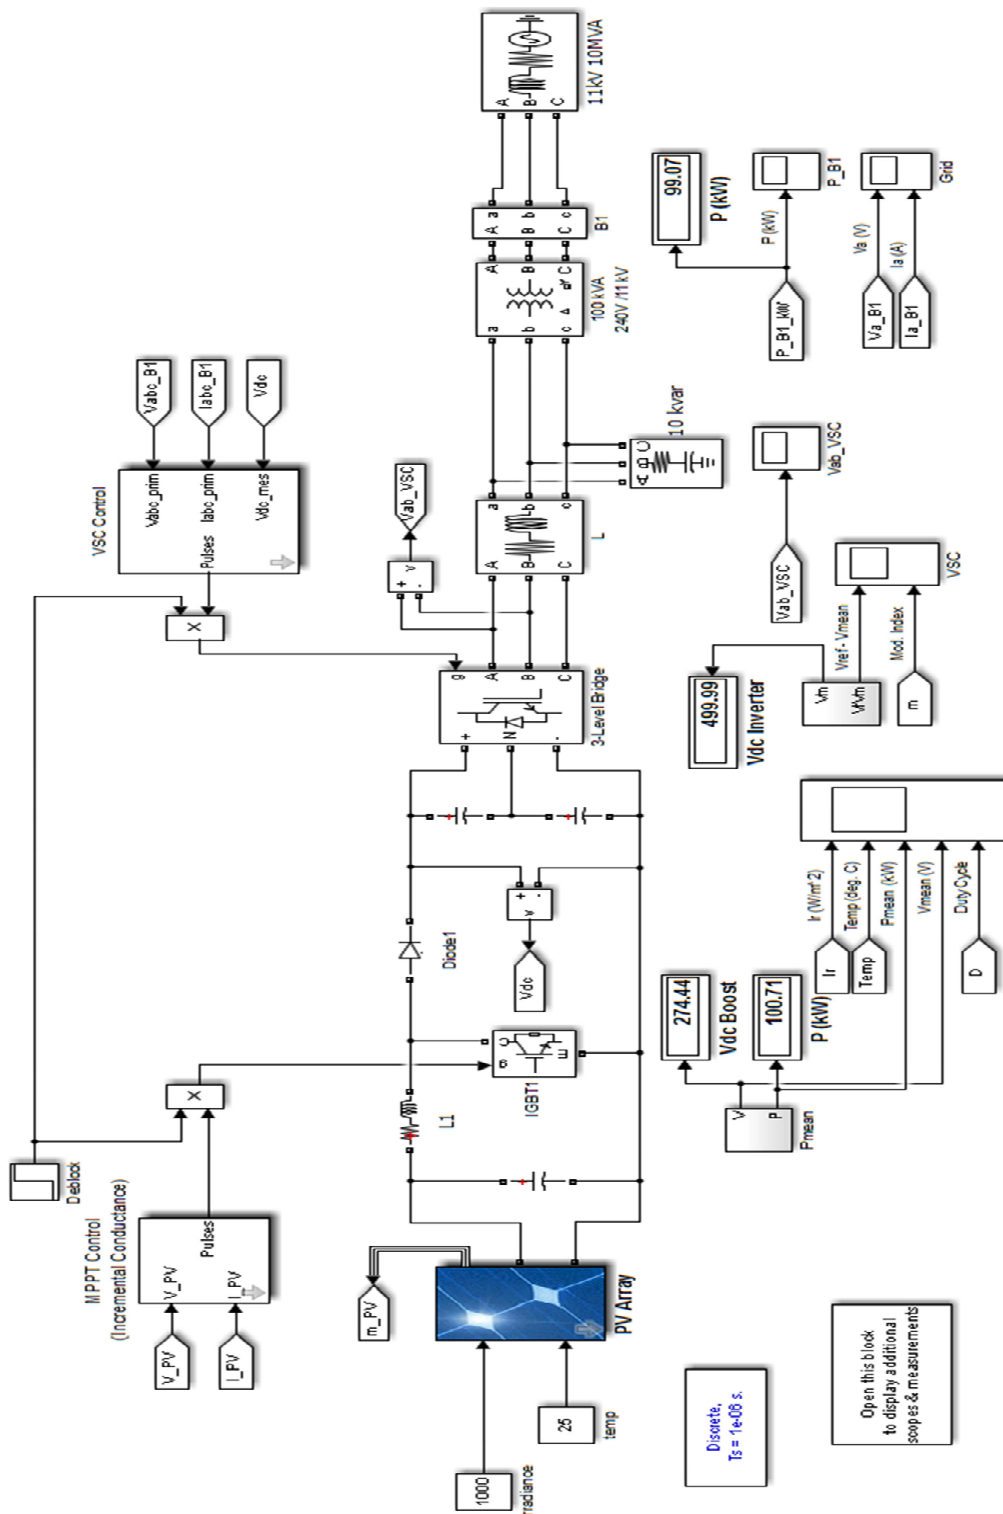 Deblock
MPPT Control
(Incremental Conductance)
V_PV
I_PV
V_PV
I_PV
Pulses
X
X
VSC Control
Pulses
Vabc_prim
Iabc_prim
Vdc_mes
Vabc_B1
Iabc_B1
Vdc
1000
25
temp
m_PV
PV Array
L1
g
C
E
IGBT1
Diode1
+
-
v
Vdc
g
+
N
-
A
B
C
3-Level Bridge
+
-
v
Vab_VSC
A
B
C
a
b
c
L
A
B
C
10 kvar
a
b
c
A
B
C
Δ
100 kVA
240V /11 kV
A
B
C
a
b
c
B1
A
B
C
11kV 10MVA
Discrete,
Ts = 1e-06 s.
Open this block
to display additional
scopes & measurements
V
P
Pmean
274.44
Vdc Boost
100.71
P (kW)
Ir
Temp
D
Ir (W/m^2)
Temp (deg. C)
Pmean (kW)
Vmean (V)
Duty Cycle
499.99
Vdc Inverter
Vm
m
Vref - Vmean
Mod. Index
VSC
Vab_VSC
Vab_VSC
P_B1_kW
P (kW)
99.07
P (kW)
P_B1
Va_B1
Ia_B1
Va (V)
Ia (A)
Grid